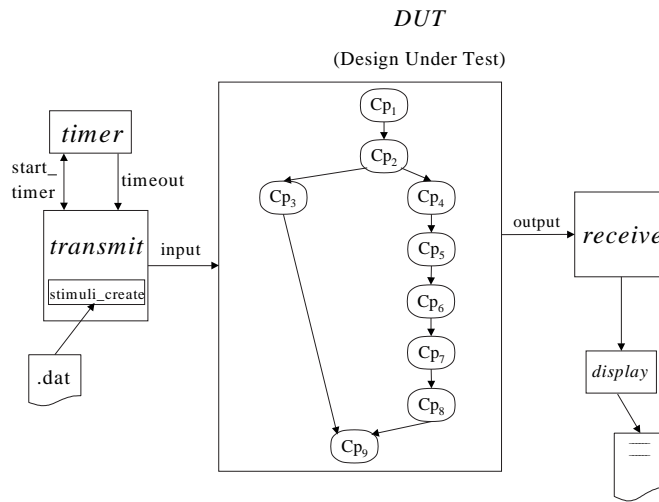 DUT
(Design Under Test)
timer
start_
timer
timeout
transmit
stimuli_create
.dat
input
Cp1
Cp2
Cp3
Cp4
Cp5
Cp6
Cp7
Cp8
Cp9
output
receive
display